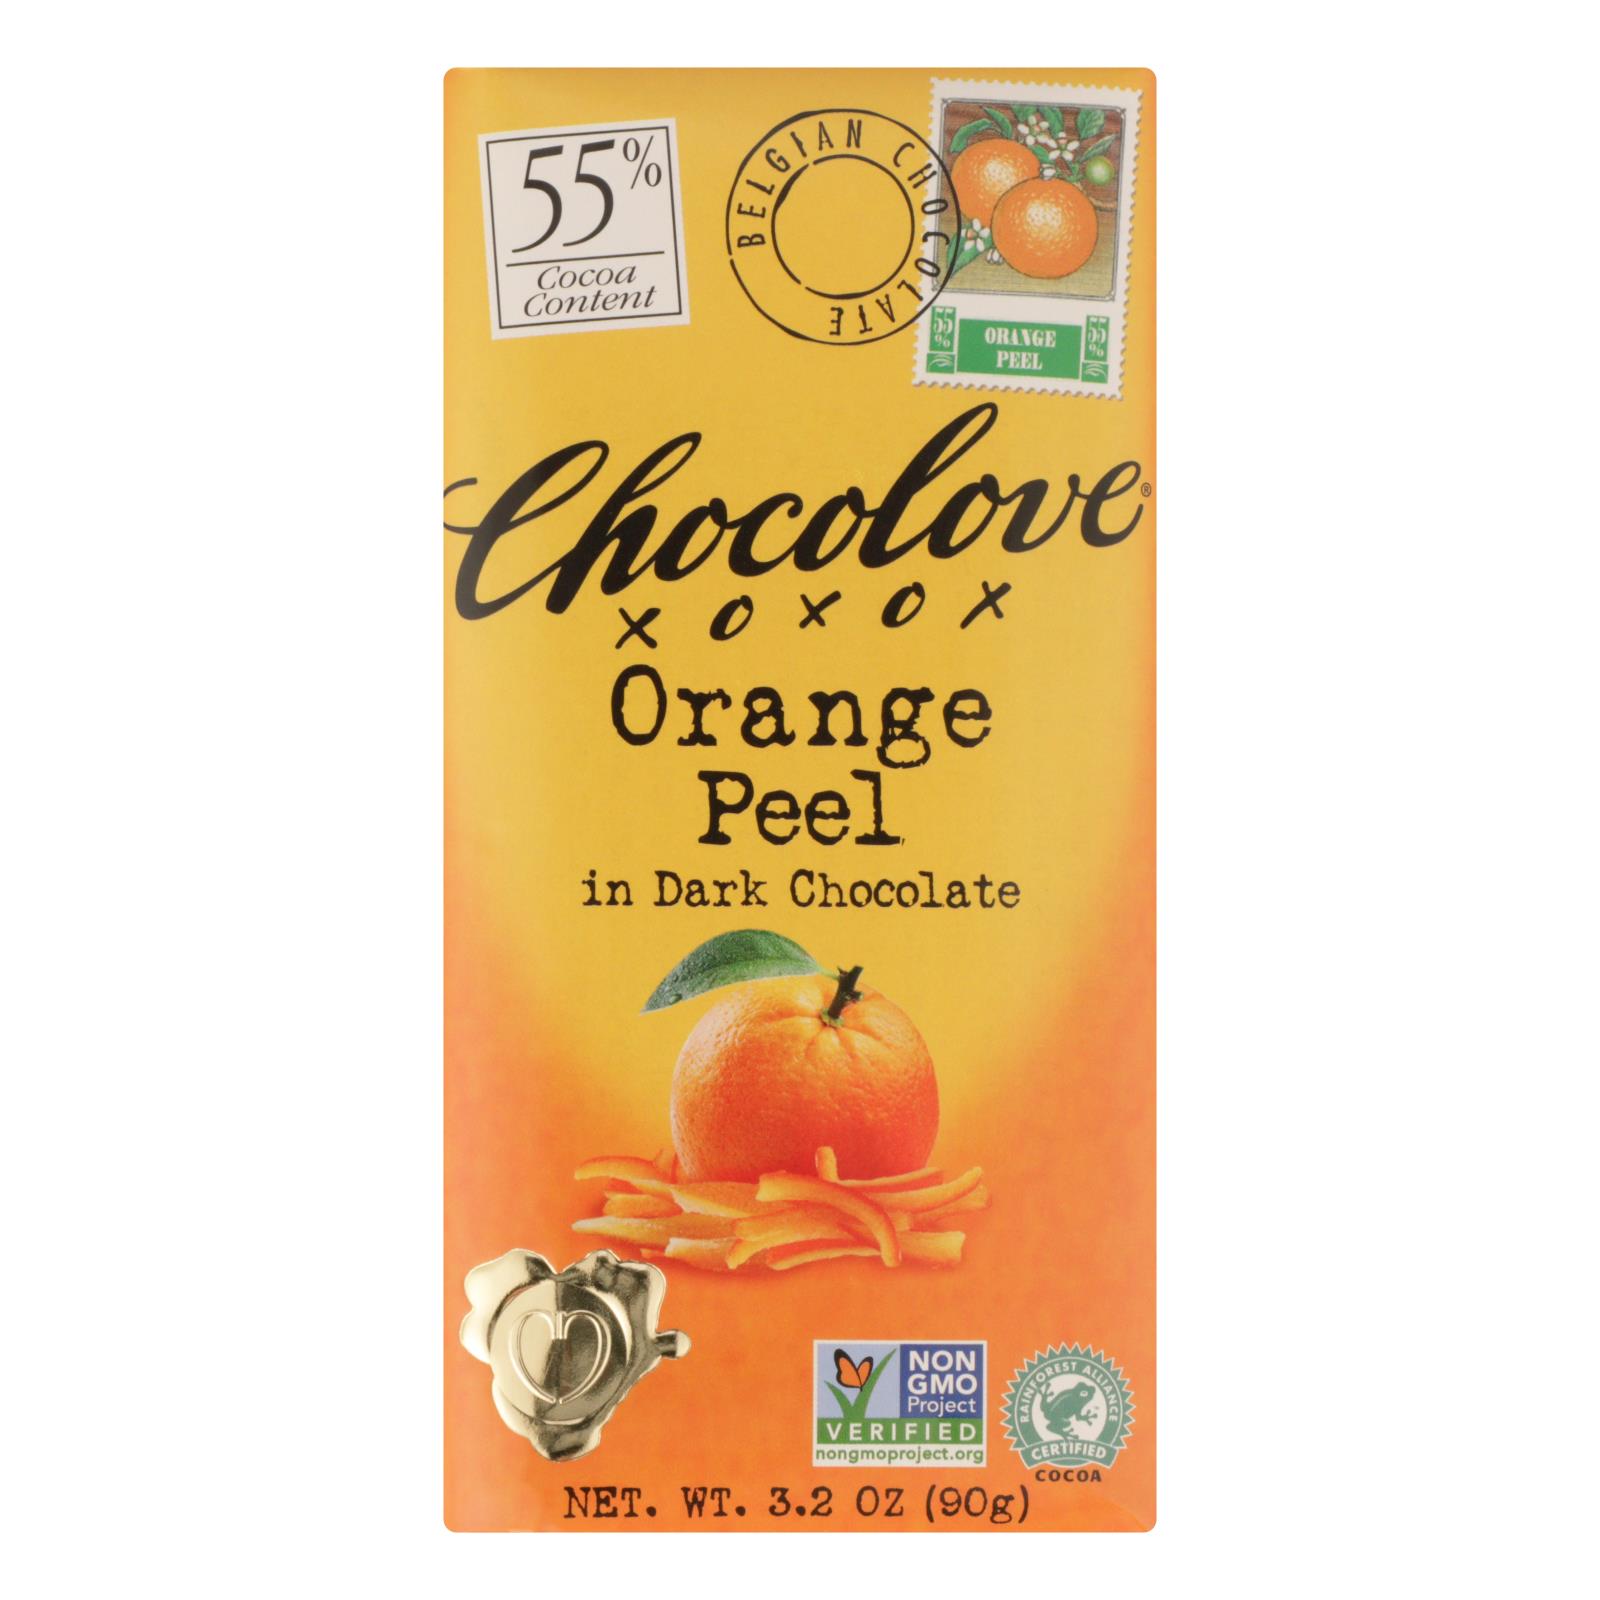 55%
Cocoa
Content
BELGIAN CHOCOLATE
55
%
ORANGE
PEEL
55
%
Chocolove®
xoxox
Orange
Peel
in Dark Chocolate
NON
GMO
Project
VERIFIED
nongmoproject.org
RAINFOREST ALLIANCE
CERTIFIED
COCOA
NET. WT. 3.2 OZ (90g)